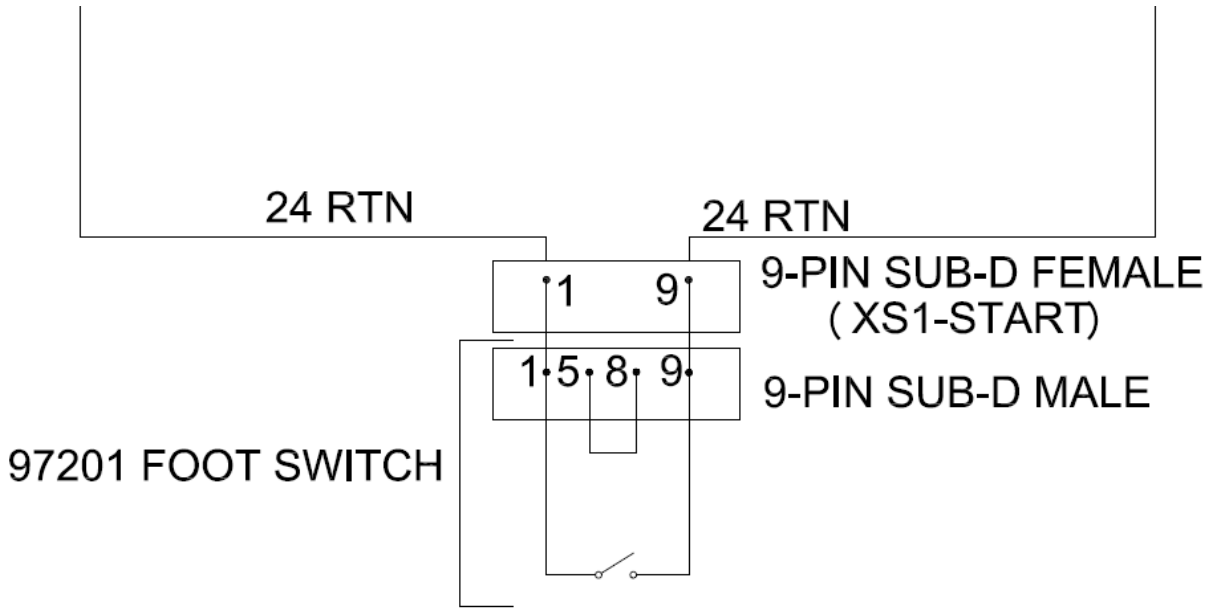 24 RTN
24 RTN
9-PIN SUB-D FEMALE
( XS1-START)
1
9
1
5
8
9
9-PIN SUB-D MALE
97201 FOOT SWITCH